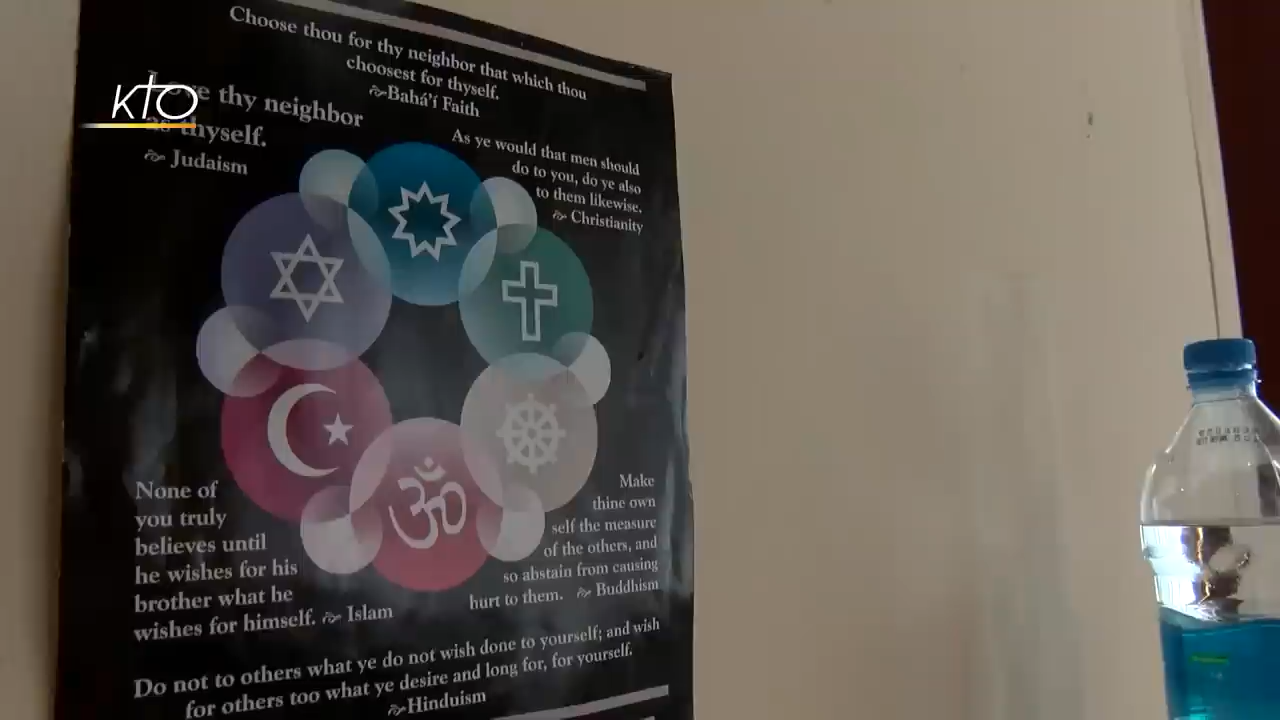 Choose thou for thy neighbor that which thou
choosest for thyself.
Bahá'í Faith
KTO
Love thy neighbor
as thyself.
Judaism
As ye would that men should
do to you, do ye also
to them likewise.
Christianity
None of
you truly
believes until
he wishes for his
brother what he
wishes for himself. Islam
Make
thine own
self the measure
of the others, and
so abstain from causing
hurt to them. Buddhism
Do not to others what ye do not wish done to yourself; and wish
for others too what ye desire and long for, for yourself.
Hinduism